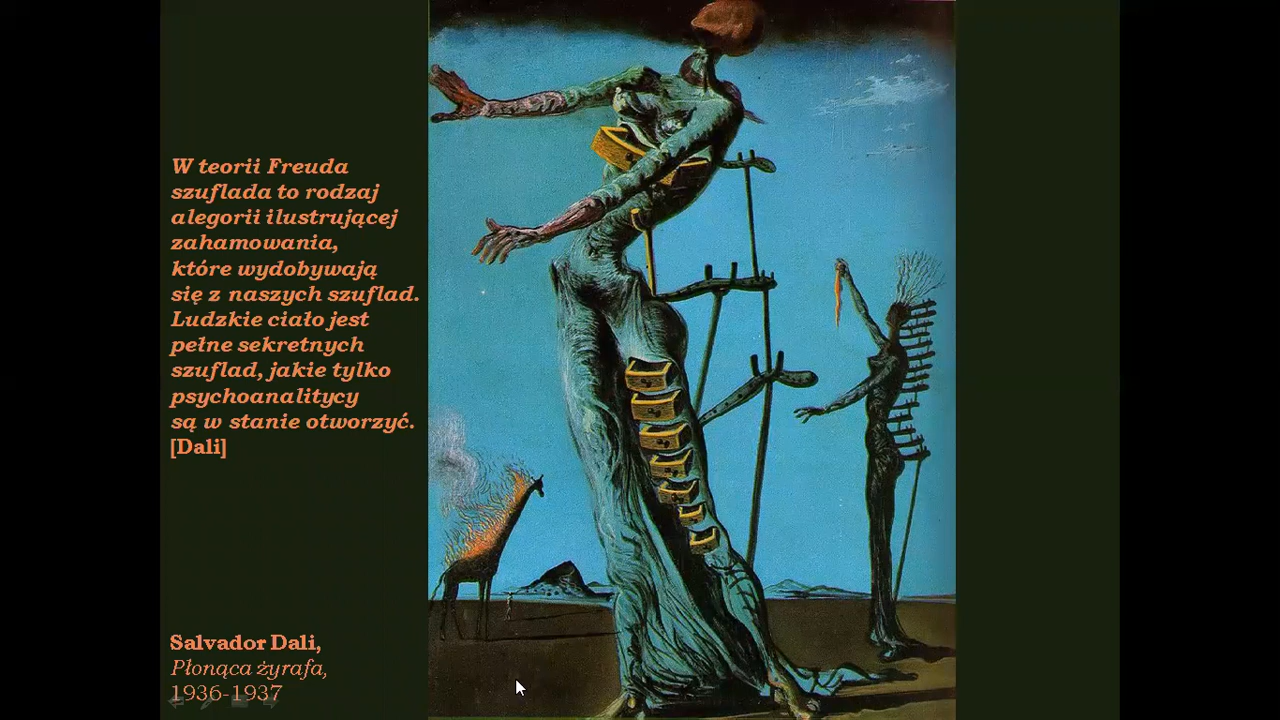 W teorii Freuda
szuflada to rodzaj
alegorii ilustrującej
zahamowania,
które wydobywają
się z naszych szuflad.
Ludzkie ciało jest
pełne sekretnych
szuflad, jakie tylko
psychoanalitycy
są w stanie otworzyć.
[Dali]
Salvador Dali,
Płonąca żyrafa,
1936-1937